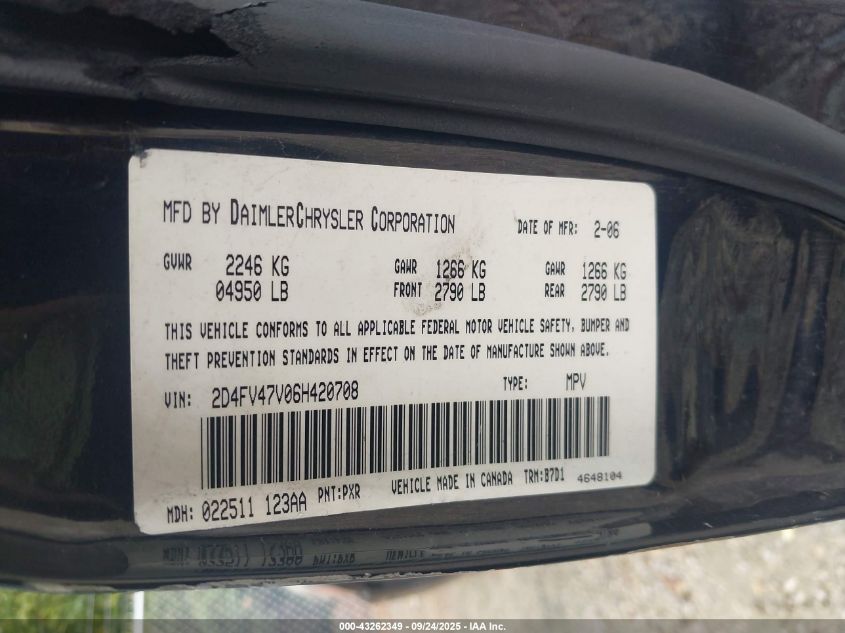 MFD BY DAIMLERCHRYSLER CORPORATION DATE OF MFR: 2-06
GVWR 2246 KG GAWR 1266 KG GAWR 1266 KG
04950 LB FRONT 2790 LB REAR 2790 LB
THIS VEHICLE CONFORMS TO ALL APPLICABLE FEDERAL MOTOR VEHICLE SAFETY, BUMPER AND
THEFT PREVENTION STANDARDS IN EFFECT ON THE DATE OF MANUFACTURE SHOWN ABOVE.
VIN: 2D4FV47V06H420708 TYPE: MPV
MDH: 022511 123AA PNT:PXR VEHICLE MADE IN CANADA TRM:B7D1 4648104
000-43262349 - 09/24/2025 - IAA Inc.